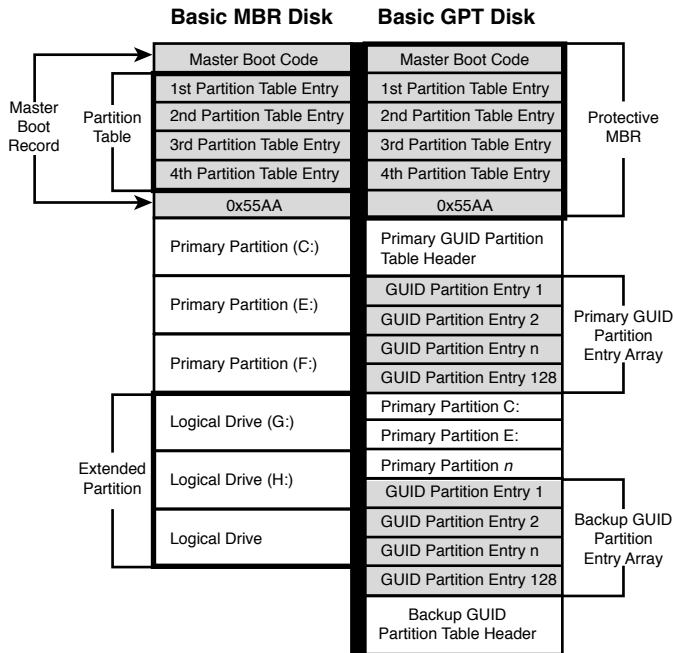 Basic MBR Disk
Basic GPT Disk
Master Boot Code
1st Partition Table Entry
2nd Partition Table Entry
3rd Partition Table Entry
4th Partition Table Entry
0x55AA
Primary Partition (C:)
Primary Partition (E:)
Primary Partition (F:)
Logical Drive (G:)
Logical Drive (H:)
Logical Drive
Master
Boot
Record
Partition
Table
Extended
Partition
Master Boot Code
1st Partition Table Entry
2nd Partition Table Entry
3rd Partition Table Entry
4th Partition Table Entry
0x55AA
Primary GUID Partition
Table Header
GUID Partition Entry 1
GUID Partition Entry 2
GUID Partition Entry n
GUID Partition Entry 128
Primary Partition C:
Primary Partition E:
Primary Partition n
GUID Partition Entry 1
GUID Partition Entry 2
GUID Partition Entry n
GUID Partition Entry 128
Backup GUID
Partition Table Header
Protective
MBR
Primary GUID
Partition
Entry Array
Backup GUID
Partition
Entry Array